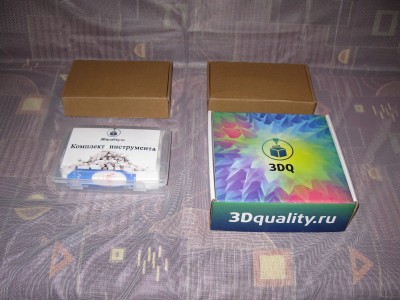 Комплект инструмента
3DQ
3Dquality.ru